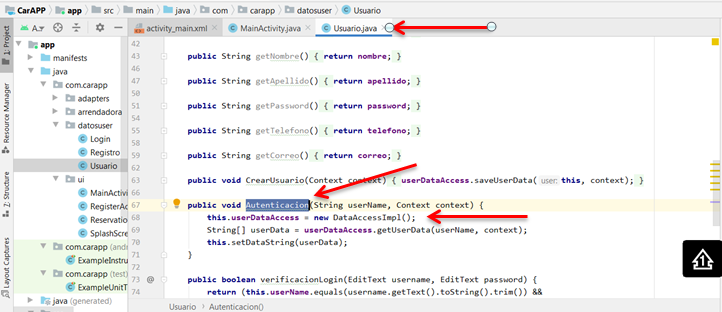 CarAPP app src main java com carapp datosuser Usuario
1: Project
Resource Manager
Z: Structure
Layout Captures
A..
app
manifests
java
com.carapp
adapters
arrendadora
datosuser
Login
Registro
Usuario
ui
MainActivi
RegisterAc
Reservatio
SplashScre
com.carapp (andr
ExampleInstru
com.carapp (test)
ExampleUnitT
java (generated)
activity_main.xml MainActivity.java Usuario.java
42
43 public String getNombre() { return nombre; }
46
47 public String getApellido() { return apellido; }
50
51 public String getPassword() { return password; }
54
55 public String getTelefono() { return telefono; }
58
59 public String getCorreo() { return correo; }
62
63 public void CrearUsuario(Context context) { userDataAccess.saveUserData( user: this, context); }
66
67 public void Autenticacion(String userName, Context context) {
68 this.userDataAccess = new DataAccessImpl();
69 String[] userData = userDataAccess.getUserData(userName, context);
70 this.setDataString(userData);
71 }
72
73 @ public boolean verificacionLogin(EditText username, EditText password) {
74 return (this.userName.equals(username.getText().toString().trim()) &&
Usuario Autenticacion()
1